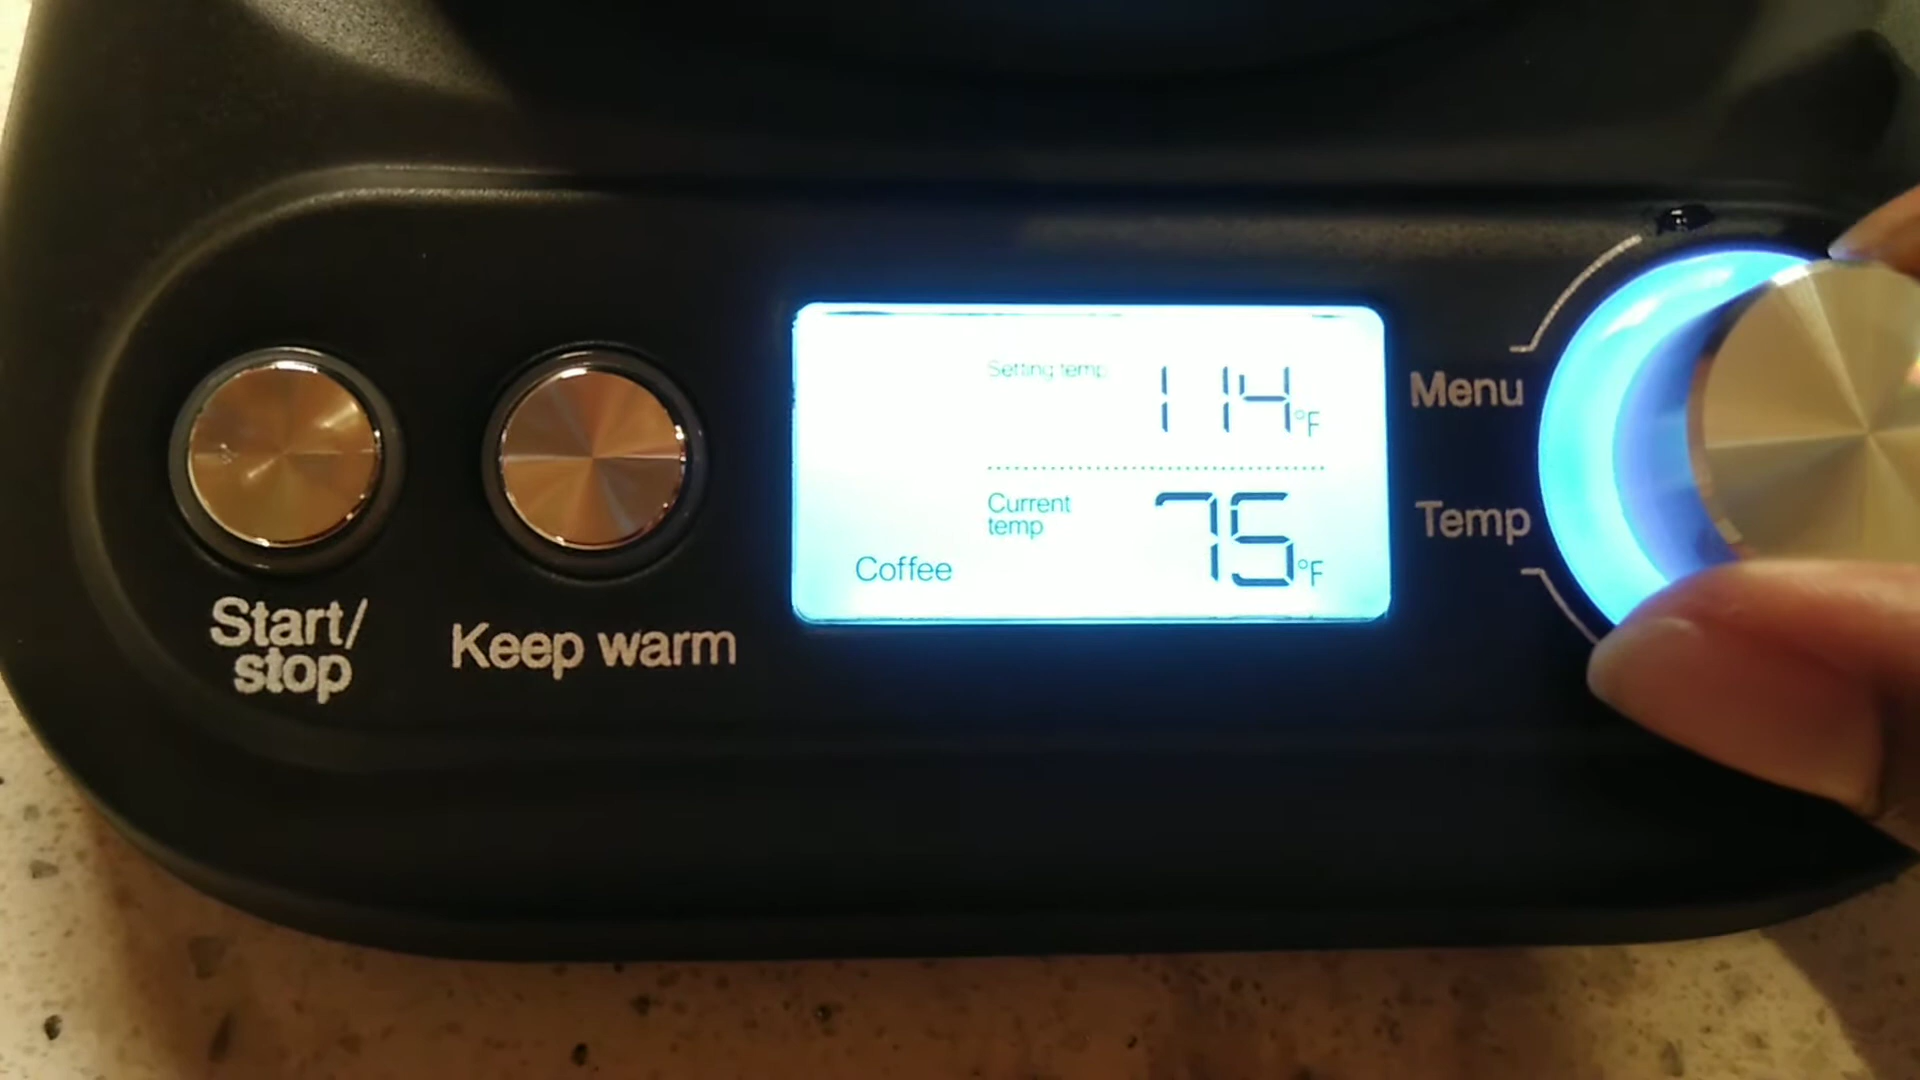 Setting temp 114°F
Current temp 75°F
Coffee
Menu
Temp
Start/
stop
Keep warm